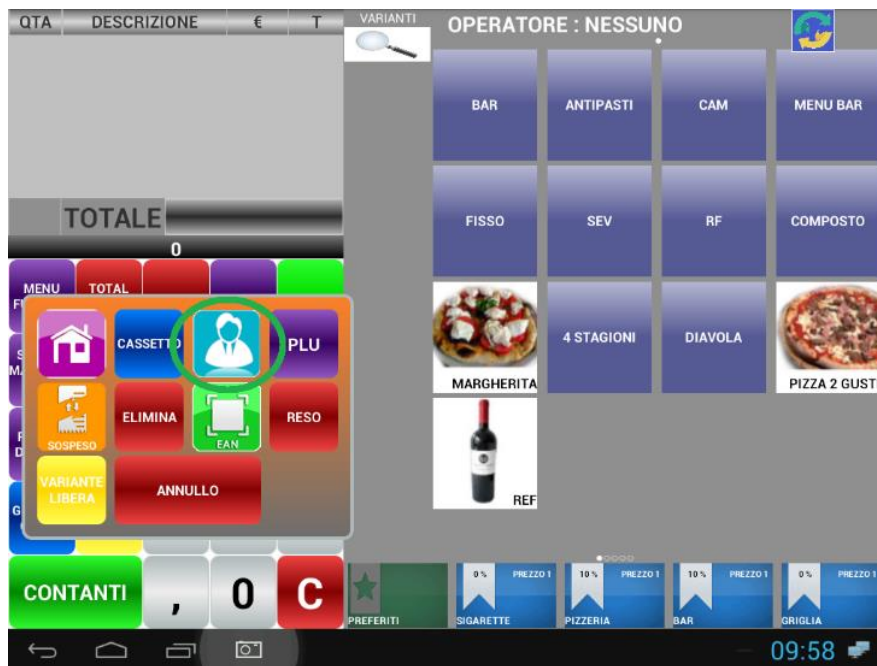 QTA DESCRIZIONE € T
VARIANTI
OPERATORE : NESSUNO
BAR ANTIPASTI CAM MENU BAR
TOTALE
FISSO SEV RF COMPOSTO
0
MENU TOTAL
CASSETTO PLU
4 STAGIONI DIAVOLA
MARGHERITA PIZZA 2 GUST
SOSPESO ELIMINA EAN RESO
VARIANTE
LIBERA
ANNULLO
REF
CONTANTI , 0 C
PREFERITI
0 % PREZZO 1
SIGARETTE
10 % PREZZO 1
PIZZERIA
10 % PREZZO 1
BAR
0 % PREZZO 1
GRIGLIA
09:58